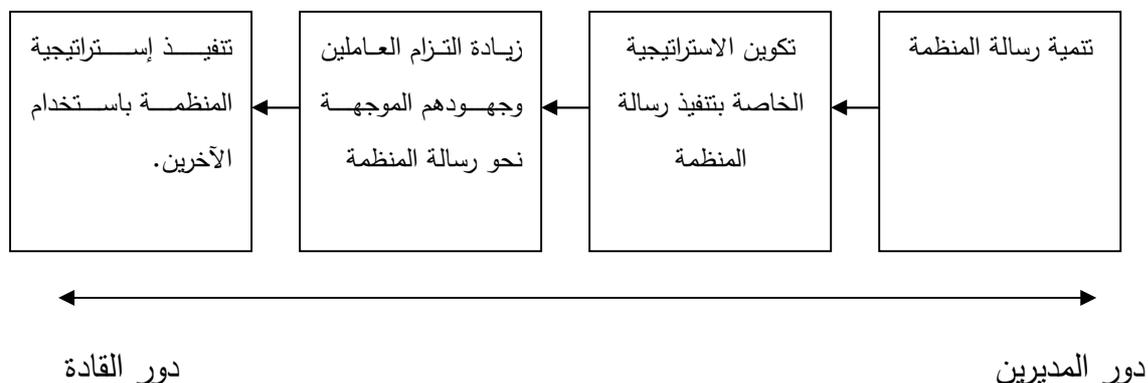 تنمية رسالة المنظمة
تكوين الاستراتيجية
الخاصة بتنفيذ رسالة
المنظمة
زيادة التزام العاملين
وجهودهم الموجهة
نحو رسالة المنظمة
تنفيذ إستراتيجية
المنظمة باستخدام
الآخرين.
دور المديرين
دور القادة